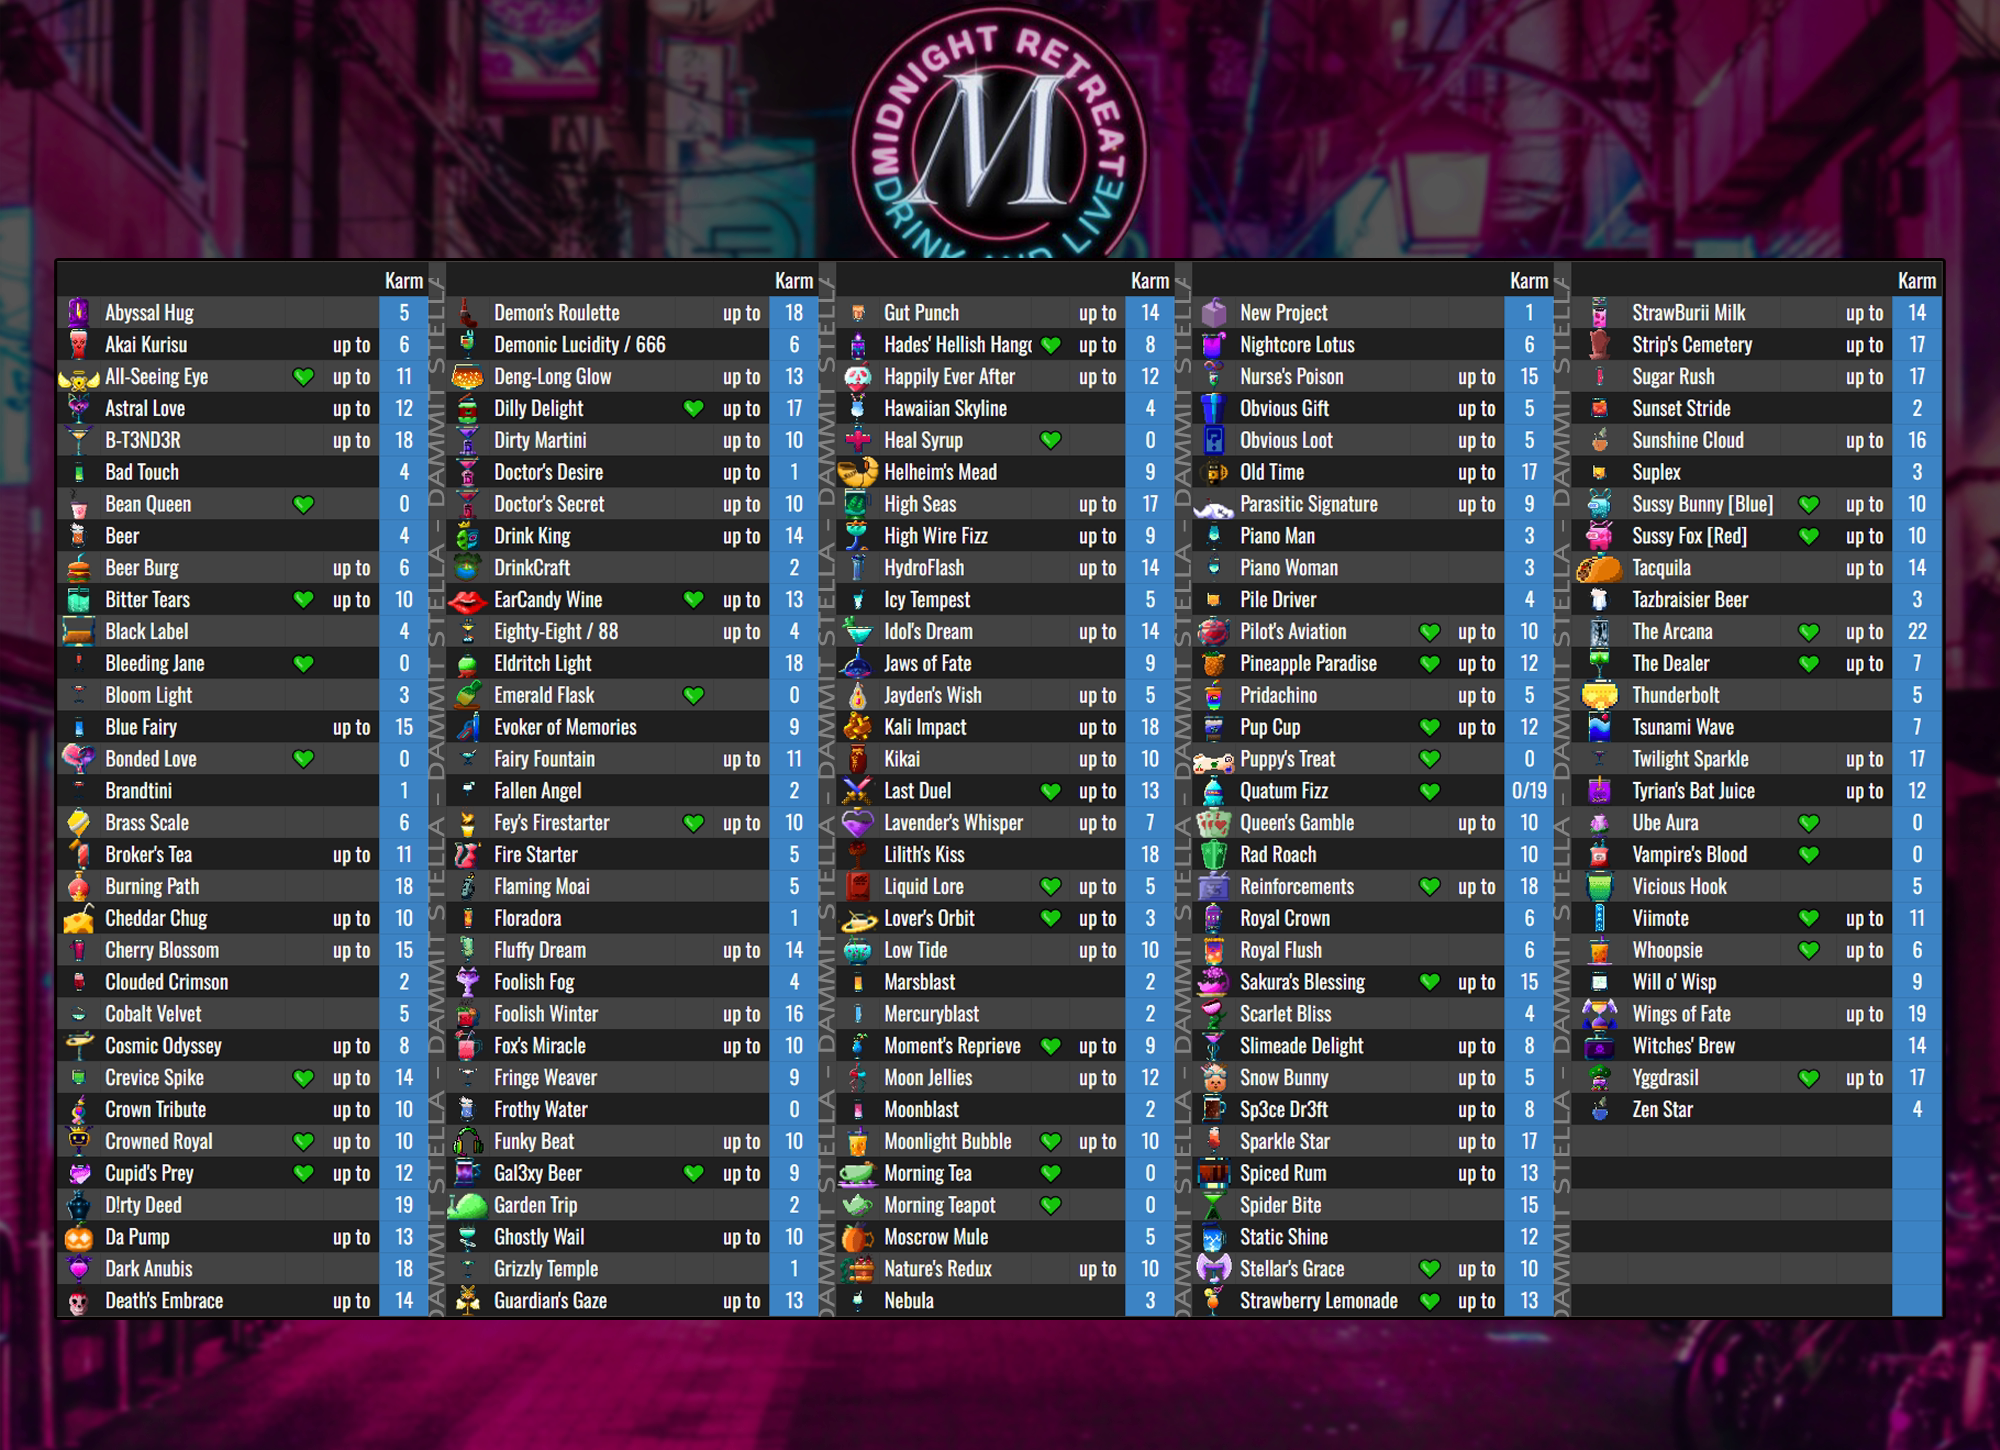 MIDNIGHT RETREAT
M
DRINK AND LIVE
Karm
Abyssal Hug 5
Akai Kurisu up to 6
All-Seeing Eye up to 11
Astral Love up to 12
B-T3ND3R up to 18
Bad Touch 4
Bean Queen 0
Beer 4
Beer Burg up to 6
Bitter Tears up to 10
Black Label 4
Bleeding Jane 0
Bloom Light 3
Blue Fairy up to 15
Bonded Love 0
Brandtini 1
Brass Scale 6
Broker's Tea up to 11
Burning Path 18
Cheddar Chug up to 10
Cherry Blossom up to 15
Clouded Crimson 2
Cobalt Velvet 5
Cosmic Odyssey up to 8
Crevice Spike up to 14
Crown Tribute up to 10
Crowned Royal up to 10
Cupid's Prey up to 12
D!rty Deed 19
Da Pump up to 13
Dark Anubis 18
Death's Embrace up to 14
DAMMIT STELLA - DAMMIT STELLA - DAMMIT STELLA
Karm
Demon's Roulette up to 18
Demonic Lucidity / 666 6
Deng-Long Glow up to 13
Dilly Delight up to 17
Dirty Martini up to 10
Doctor's Desire up to 1
Doctor's Secret up to 10
Drink King up to 14
DrinkCraft 2
EarCandy Wine up to 13
Eighty-Eight / 88 up to 4
Eldritch Light 18
Emerald Flask 0
Evoker of Memories 9
Fairy Fountain up to 11
Fallen Angel 2
Fey's Firestarter up to 10
Fire Starter 5
Flaming Moai 5
Floradora 1
Fluffy Dream up to 14
Foolish Fog 4
Foolish Winter up to 16
Fox's Miracle up to 10
Fringe Weaver 9
Frothy Water 0
Funky Beat up to 10
Gal3xy Beer up to 9
Garden Trip 2
Ghostly Wail up to 10
Grizzly Temple 1
Guardian's Gaze up to 13
DAMMIT STELLA - DAMMIT STELLA - DAMMIT STELLA
Karm
Gut Punch up to 14
Hades' Hellish Hango up to 8
Happily Ever After up to 12
Hawaiian Skyline 4
Heal Syrup 0
Helheim's Mead 9
High Seas up to 17
High Wire Fizz up to 9
HydroFlash up to 14
Icy Tempest 5
Idol's Dream up to 14
Jaws of Fate 9
Jayden's Wish up to 5
Kali Impact up to 18
Kikai up to 10
Last Duel up to 13
Lavender's Whisper up to 7
Lilith's Kiss 18
Liquid Lore up to 5
Lover's Orbit up to 3
Low Tide up to 10
Marsblast 2
Mercuryblast 2
Moment's Reprieve up to 9
Moon Jellies up to 12
Moonblast 2
Moonlight Bubble up to 10
Morning Tea 0
Morning Teapot 0
Moscrow Mule 5
Nature's Redux up to 10
Nebula 3
DAMMIT STELLA - DAMMIT STELLA - DAMMIT STELLA
Karm
New Project 1
Nightcore Lotus 6
Nurse's Poison up to 15
Obvious Gift up to 5
Obvious Loot up to 5
Old Time up to 17
Parasitic Signature up to 9
Piano Man 3
Piano Woman 3
Pile Driver 4
Pilot's Aviation up to 10
Pineapple Paradise up to 12
Pridachino up to 5
Pup Cup up to 12
Puppy's Treat 0
Quatum Fizz 0/19
Queen's Gamble up to 10
Rad Roach 10
Reinforcements up to 18
Royal Crown 6
Royal Flush 6
Sakura's Blessing up to 15
Scarlet Bliss 4
Slimeade Delight up to 8
Snow Bunny up to 5
Sp3ce Dr3ft up to 8
Sparkle Star up to 17
Spiced Rum up to 13
Spider Bite 15
Static Shine 12
Stellar's Grace up to 10
Strawberry Lemonade up to 13
DAMMIT STELLA - DAMMIT STELLA - DAMMIT STELLA
Karm
StrawBurii Milk up to 14
Strip's Cemetery up to 17
Sugar Rush up to 17
Sunset Stride 2
Sunshine Cloud up to 16
Suplex 3
Sussy Bunny [Blue] up to 10
Sussy Fox [Red] up to 10
Tacquila up to 14
Tazbraisier Beer 3
The Arcana up to 22
The Dealer up to 7
Thunderbolt 5
Tsunami Wave 7
Twilight Sparkle up to 17
Tyrian's Bat Juice up to 12
Ube Aura 0
Vampire's Blood 0
Vicious Hook 5
Viimote up to 11
Whoopsie up to 6
Will o' Wisp 9
Wings of Fate up to 19
Witches' Brew 14
Yggdrasil up to 17
Zen Star 4